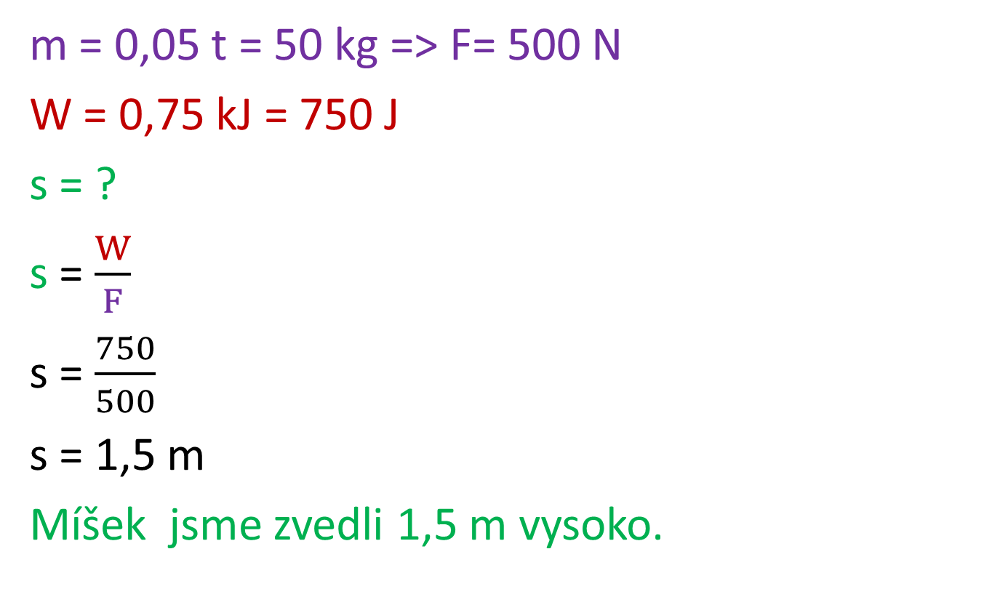 m = 0,05 t = 50 kg => F= 500 N
W = 0,75 kJ = 750 J
s = ?
s = W/F
s = 750/500
s = 1,5 m
Míšek  jsme zvedli 1,5 m vysoko.